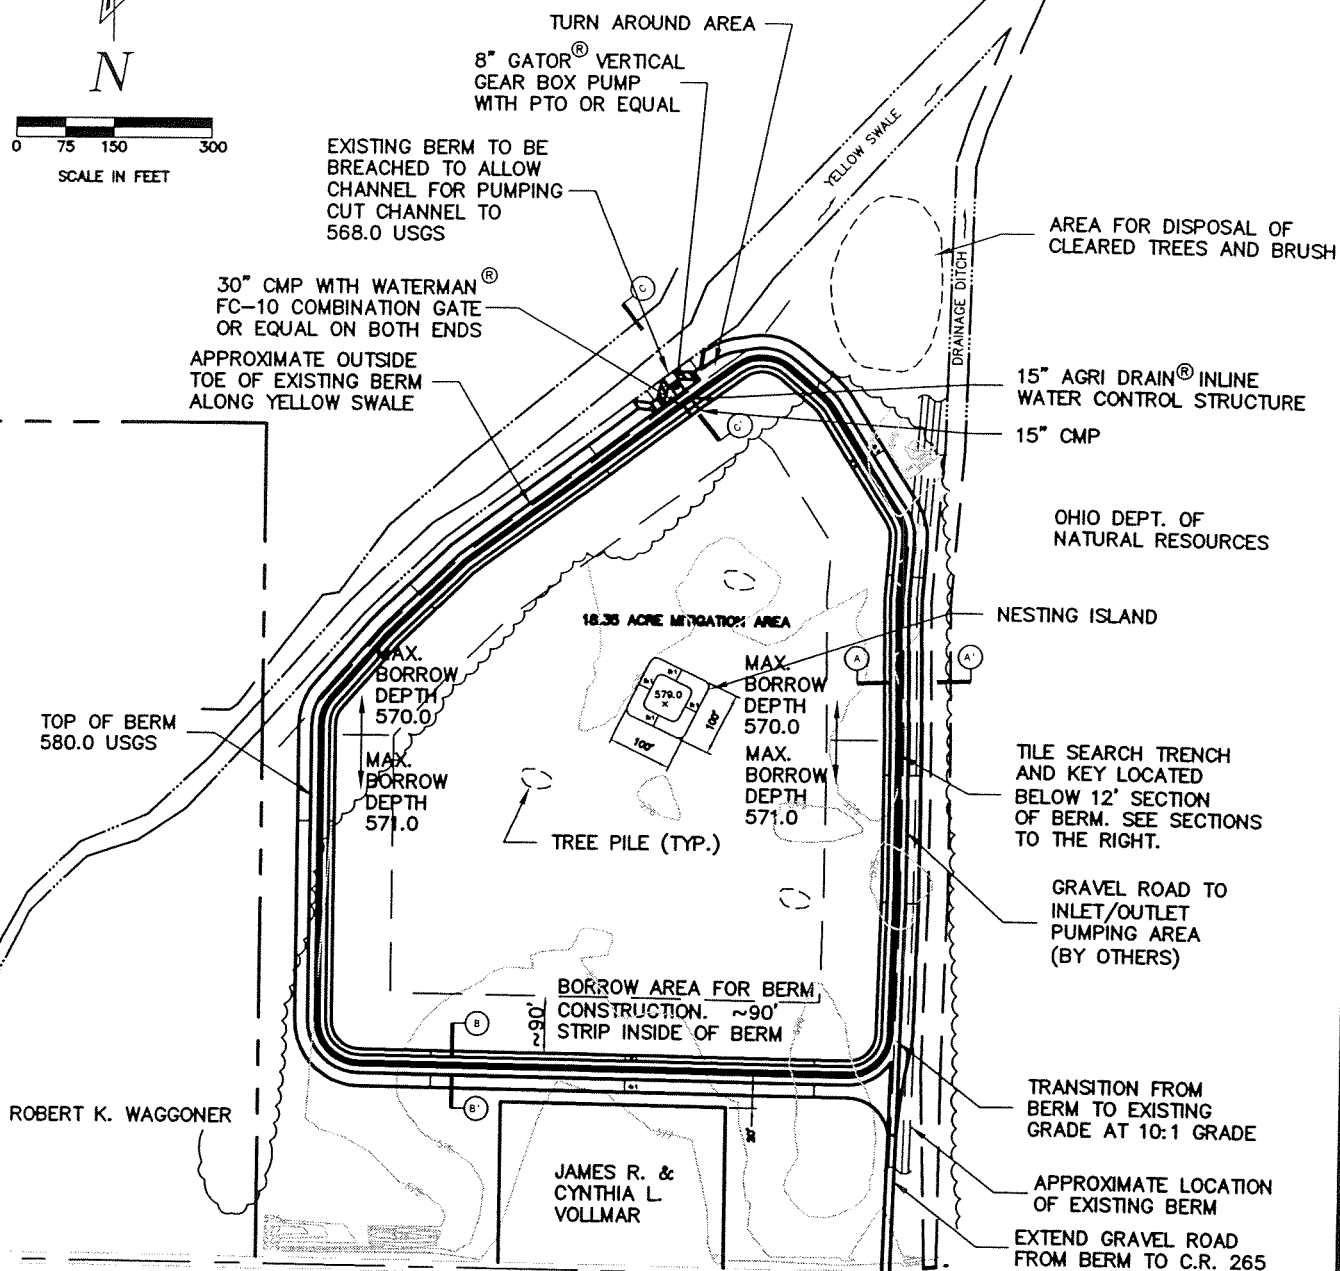 N
0 75 150 300
SCALE IN FEET
TURN AROUND AREA
8" GATOR® VERTICAL
GEAR BOX PUMP
WITH PTO OR EQUAL
EXISTING BERM TO BE
BREACHED TO ALLOW
CHANNEL FOR PUMPING
CUT CHANNEL TO
568.0 USGS
30" CMP WITH WATERMAN®
FC-10 COMBINATION GATE
OR EQUAL ON BOTH ENDS
APPROXIMATE OUTSIDE
TOE OF EXISTING BERM
ALONG YELLOW SWALE
YELLOW SWALE
DRAINAGE DITCH
AREA FOR DISPOSAL OF
CLEARED TREES AND BRUSH
C
C'
15" AGRI DRAIN® INLINE
WATER CONTROL STRUCTURE
15" CMP
OHIO DEPT. OF
NATURAL RESOURCES
NESTING ISLAND
18.36 ACRE MITIGATION AREA
A
A'
579.0
X
100'
100'
MAX.
BORROW
DEPTH
570.0
MAX.
BORROW
DEPTH
571.0
MAX.
BORROW
DEPTH
570.0
MAX.
BORROW
DEPTH
571.0
TOP OF BERM
580.0 USGS
TREE PILE (TYP.)
TILE SEARCH TRENCH
AND KEY LOCATED
BELOW 12' SECTION
OF BERM. SEE SECTIONS
TO THE RIGHT.
GRAVEL ROAD TO
INLET/OUTLET
PUMPING AREA
(BY OTHERS)
BORROW AREA FOR BERM
CONSTRUCTION. ~90'
STRIP INSIDE OF BERM
~90'
B
B'
ROBERT K. WAGGONER
JAMES R. &
CYNTHIA L.
VOLLMAR
TRANSITION FROM
BERM TO EXISTING
GRADE AT 10:1 GRADE
APPROXIMATE LOCATION
OF EXISTING BERM
EXTEND GRAVEL ROAD
FROM BERM TO C.R. 265